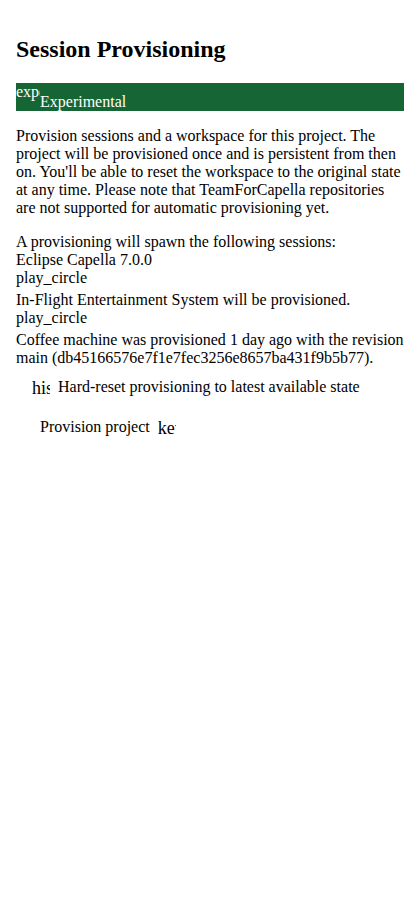 Session Provisioning
exp Experimental
Provision sessions and a workspace for this project. The
project will be provisioned once and is persistent from then
on. You'll be able to reset the workspace to the original state
at any time. Please note that TeamForCapella repositories
are not supported for automatic provisioning yet.
A provisioning will spawn the following sessions:
Eclipse Capella 7.0.0
play_circle
In-Flight Entertainment System will be provisioned.
play_circle
Coffee machine was provisioned 1 day ago with the revision
main (db45166576e7f1e7fec3256e8657ba431f9b5b77).
his Hard-reset provisioning to latest available state
Provision project ke